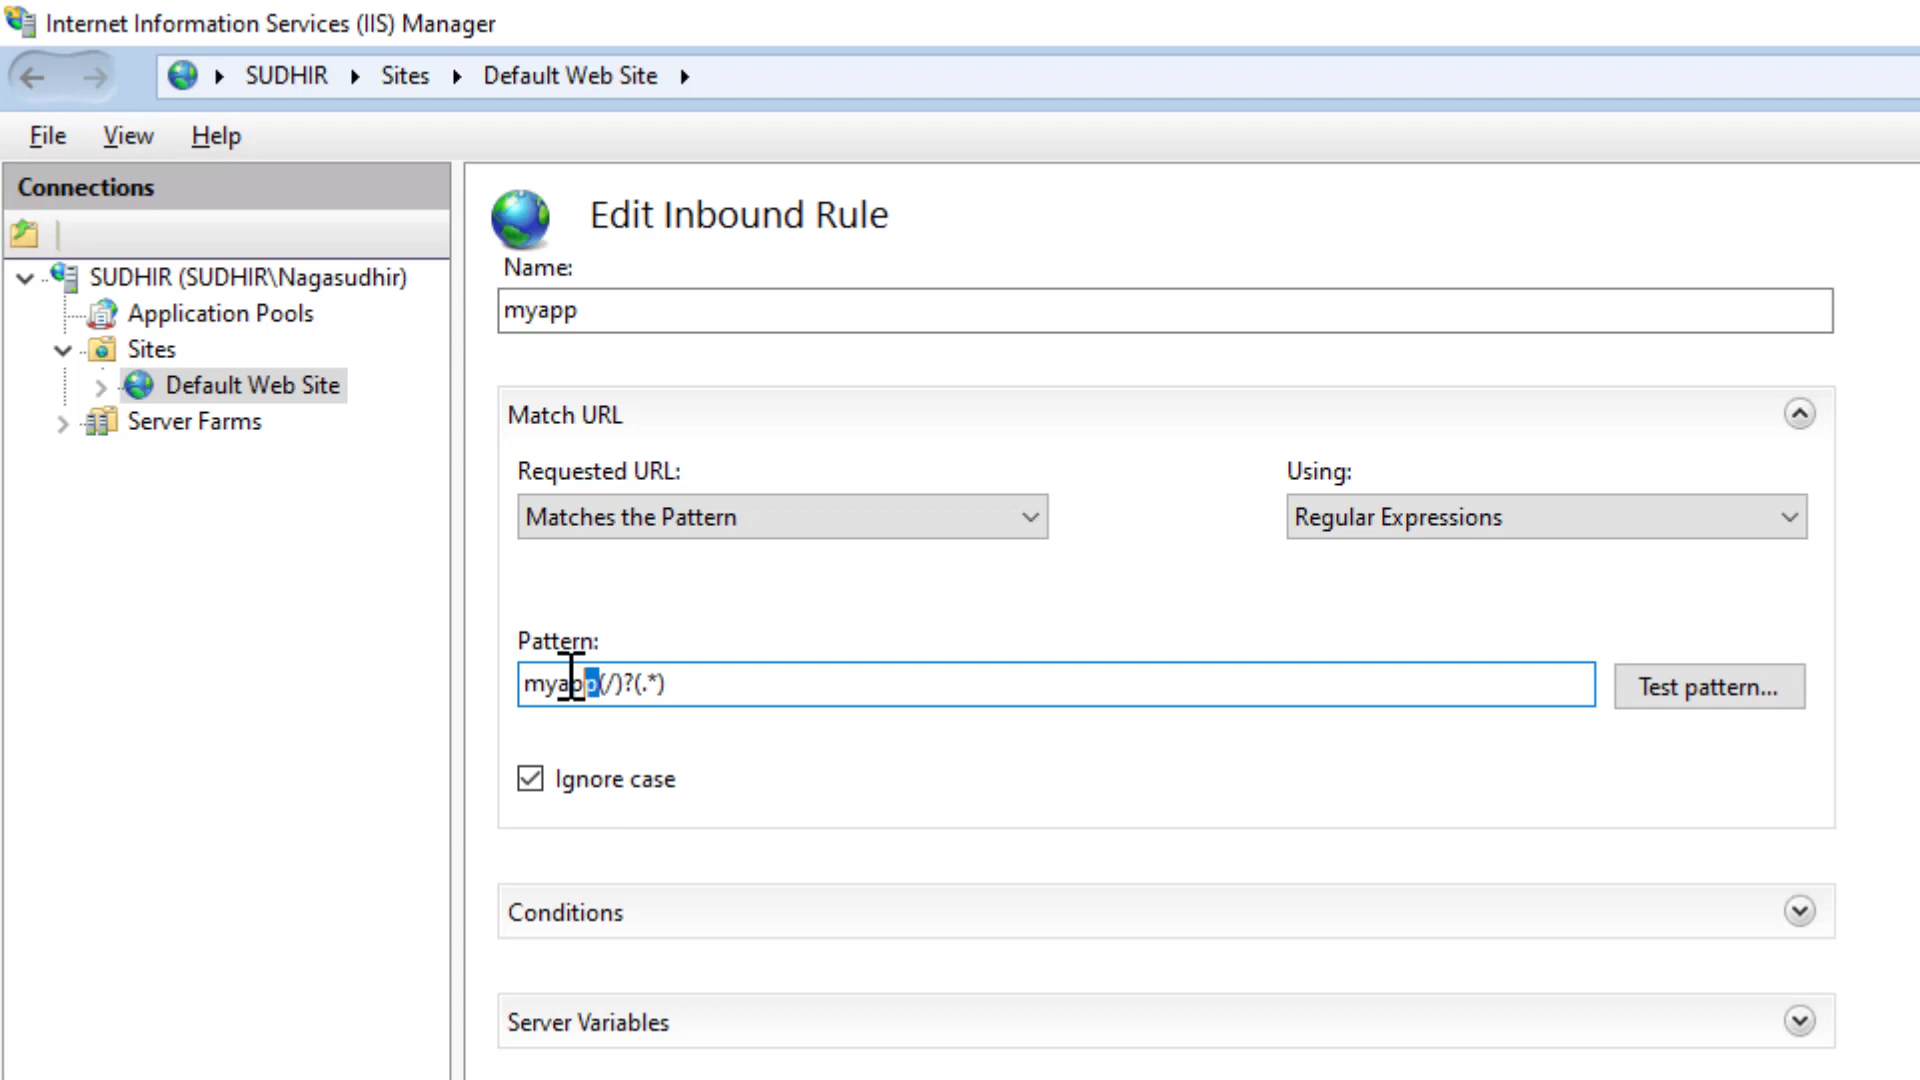 Internet Information Services (IIS) Manager
SUDHIR Sites Default Web Site
File View Help
Connections
SUDHIR (SUDHIR\Nagasudhir)
Application Pools
Sites
Default Web Site
Server Farms
Edit Inbound Rule
Name:
myapp
Match URL
Requested URL:
Using:
Matches the Pattern
Regular Expressions
Pattern:
myapp(/)?(.*)
Test pattern...
Ignore case
Conditions
Server Variables